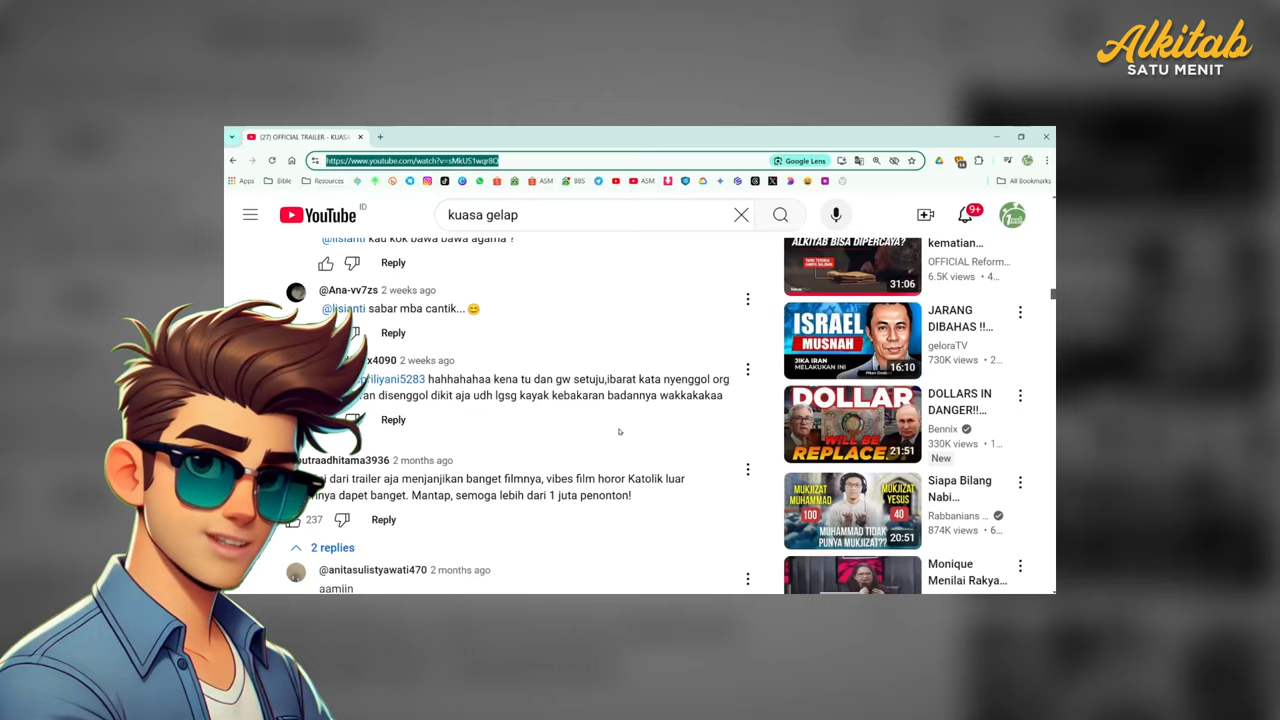 Alkitab
SATU MENIT
(27) OFFICIAL TRAILER - KUASA
https://www.youtube.com/watch?v=sMkUS1wqr8Q
Google Lens
Apps
Bible
Resources
ASM
BBS
ASM
All Bookmarks
YouTube ID
kuasa gelap
9+
@lisianti kau kok bawa bawa agama ?
Reply
@Ana-vv7zs 2 weeks ago
@lisianti sabar mba cantik... 😊
Reply
x4090 2 weeks ago
priliyani5283 hahhahahaa kena tu dan gw setuju,ibarat kata nyenggol org
an disenggol dikit aja udh lgsg kayak kebakaran badannya wakkakakaa
Reply
utraadhitama3936 2 months ago
i dari trailer aja menjanjikan banget filmnya, vibes film horor Katolik luar
nya dapet banget. Mantap, semoga lebih dari 1 juta penonton!
237 Reply
2 replies
@anitasulistyawati470 2 months ago
aamiin
ALKITAB BISA DIPERCAYA?
31:06
kematian...
OFFICIAL Reform...
6.5K views • 4...
ISRAEL
MUSNAH
JIKA IRAN
MELAKUKAN INI
16:10
JARANG
DIBAHAS !!...
geloraTV
730K views • 2...
DOLLAR
WILL BE
REPLACE
21:51
DOLLARS IN
DANGER!!...
Bennix
330K views • 1...
New
MUKJIZAT
MUHAMMAD
100
MUKJIZAT
YESUS
40
MUHAMMAD TIDAK
PUNYA MUKJIZAT??
20:51
Siapa Bilang
Nabi...
Rabbanians ...
874K views • 6...
Monique
Menilai Rakya...